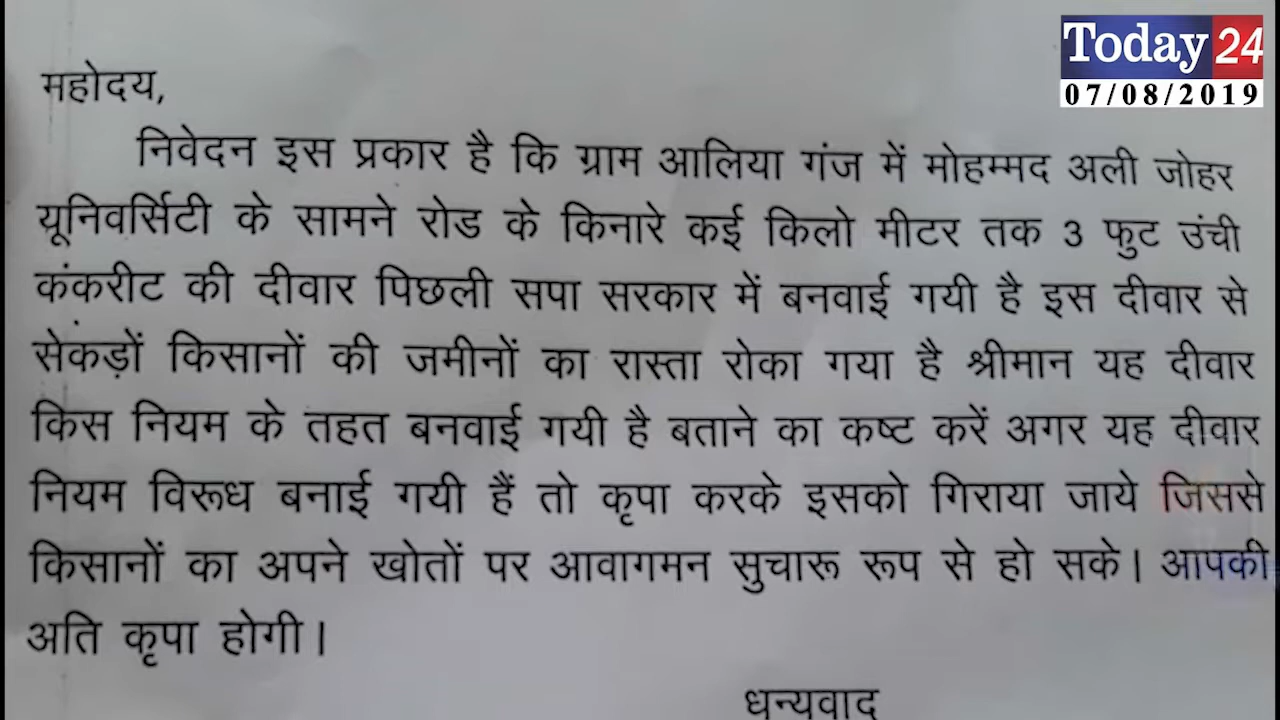 Today 24
07/08/2019
महोदय,
निवेदन इस प्रकार है कि ग्राम आलिया गंज में मोहम्मद अली जोहर
यूनिवर्सिटी के सामने रोड के किनारे कई किलो मीटर तक 3 फुट उंची
कंकरीट की दीवार पिछली सपा सरकार में बनवाई गयी है इस दीवार से
सेकड़ों किसानों की जमीनों का रास्ता रोका गया है श्रीमान यह दीवार
किस नियम के तहत बनवाई गयी है बताने का कष्ट करें अगर यह दीवार
नियम विरूध बनाई गयी हैं तो कृपा करके इसको गिराया जाये जिससे
किसानों का अपने खोतों पर आवागमन सुचारू रूप से हो सके। आपकी
अति कृपा होगी।
धन्यवाद